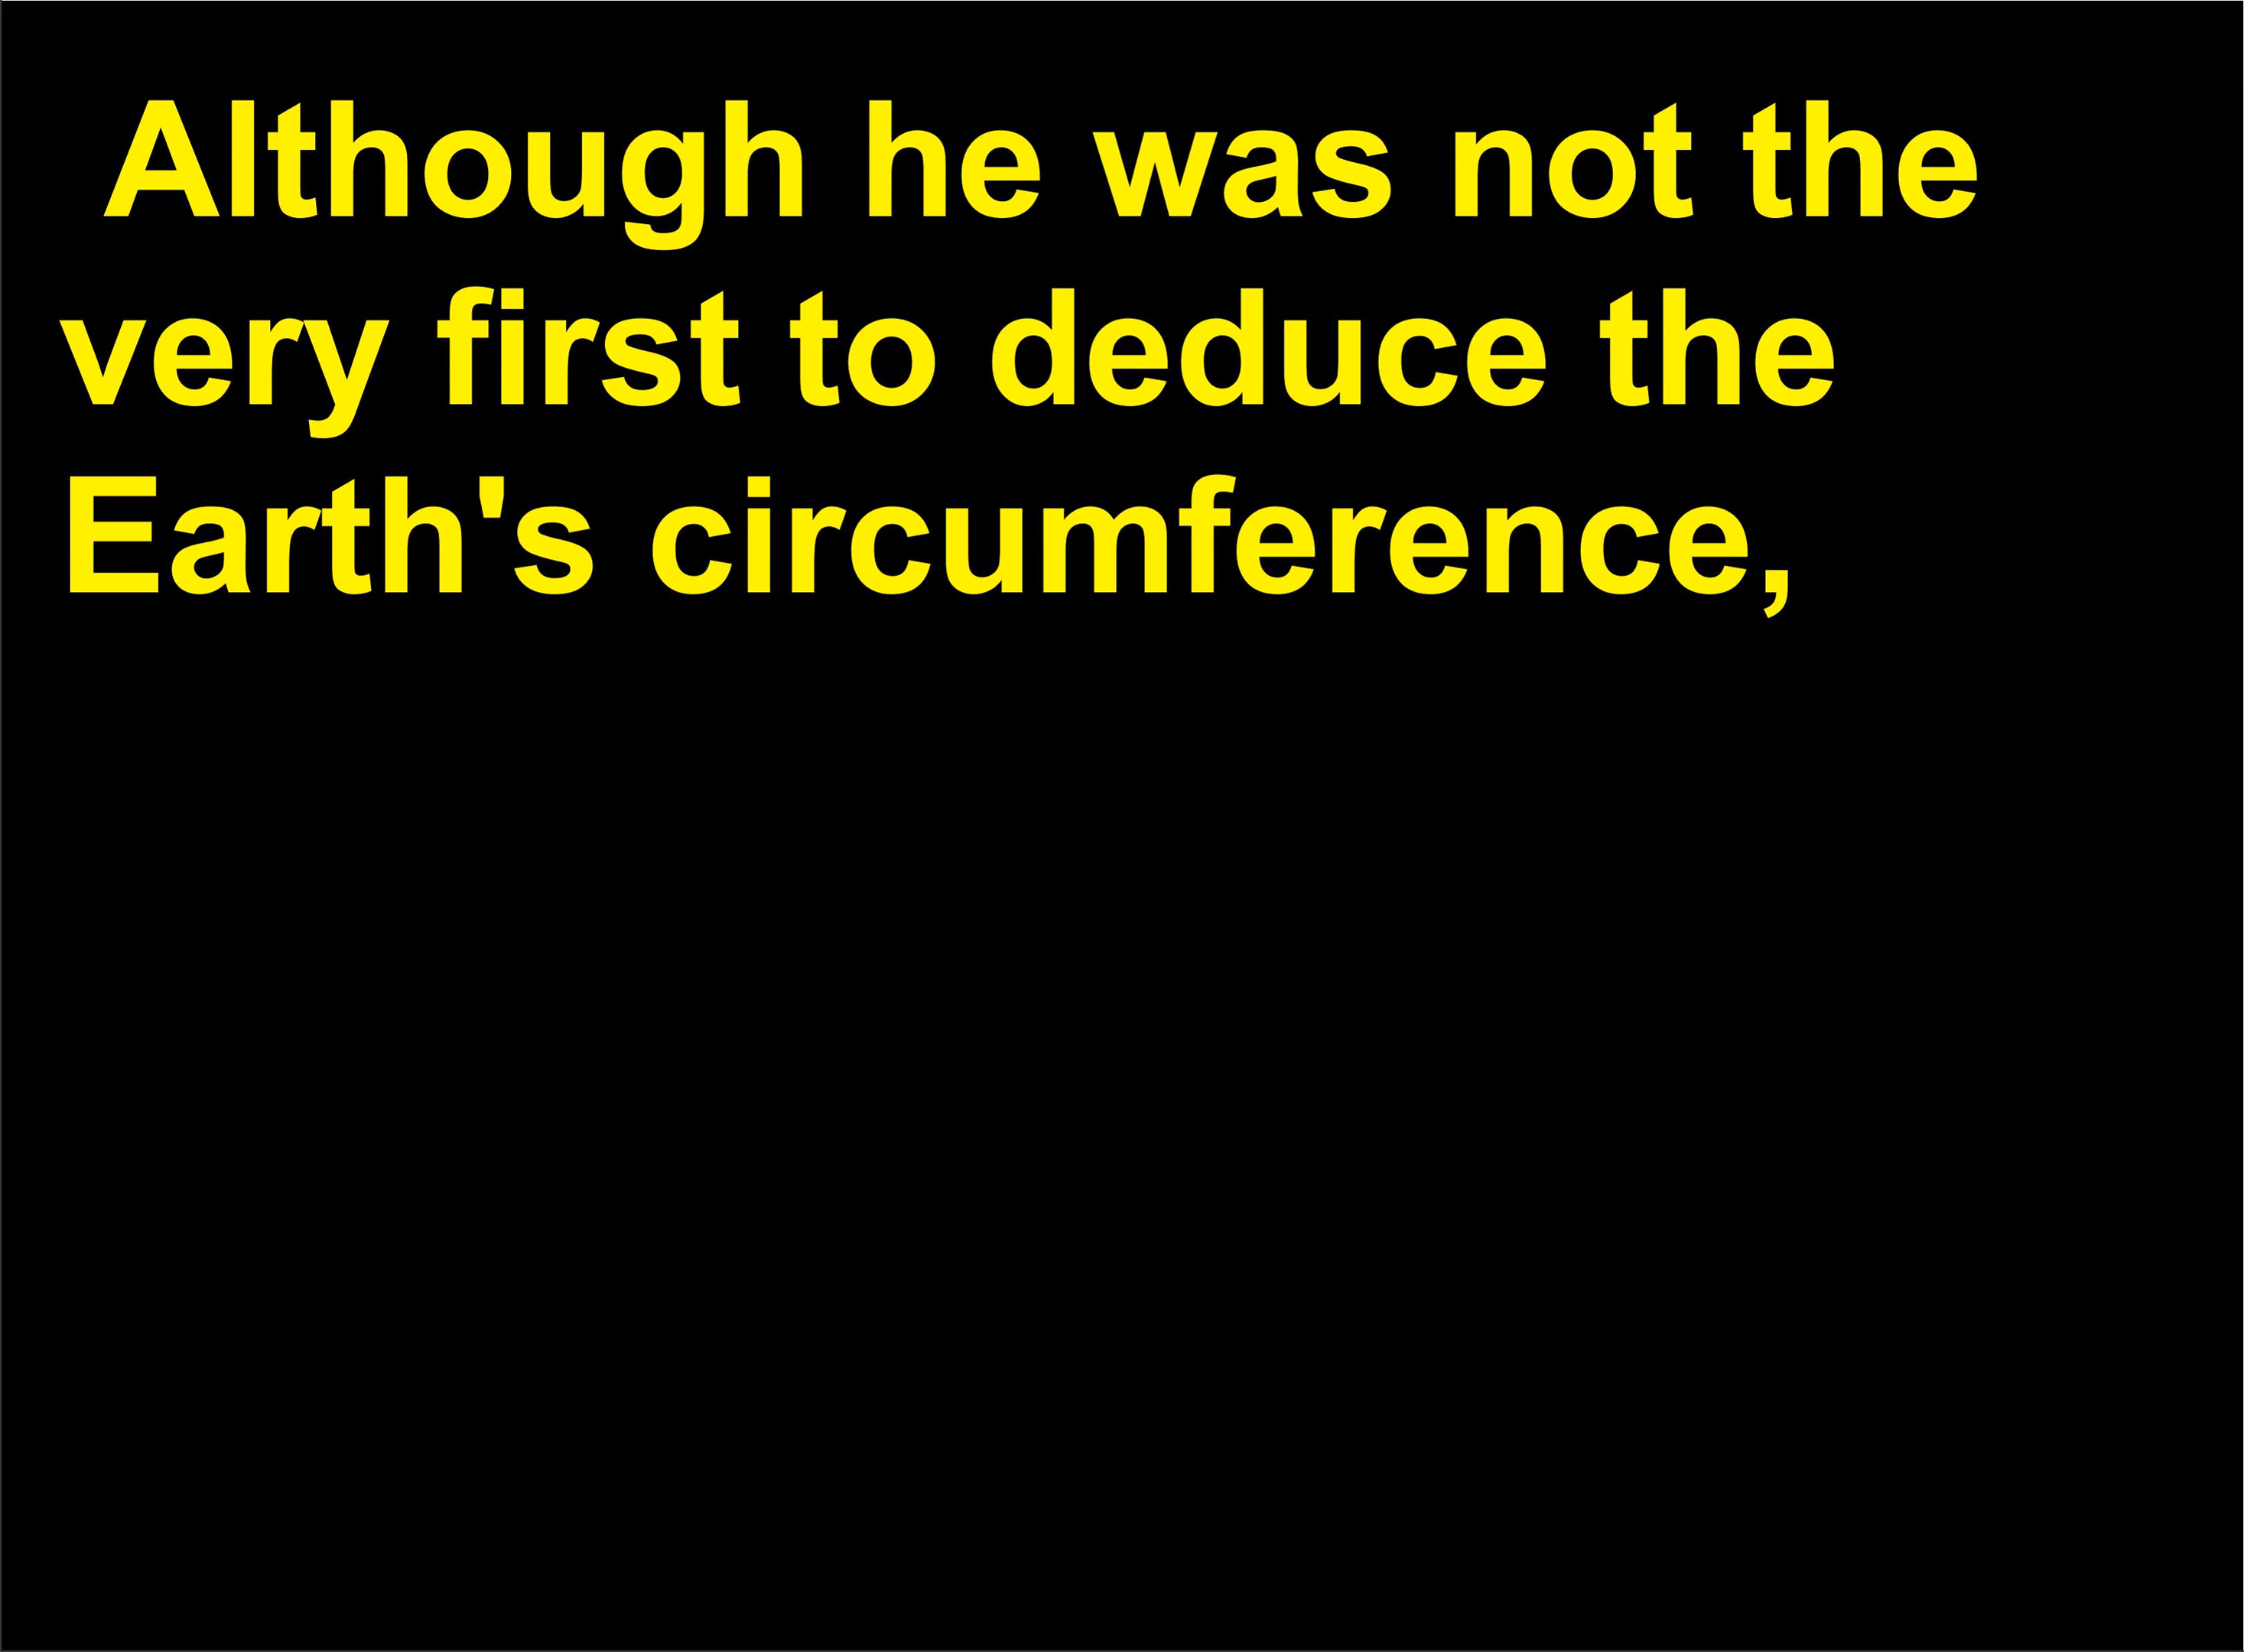 Although he was not the
very first to deduce the
Earth's circumference,